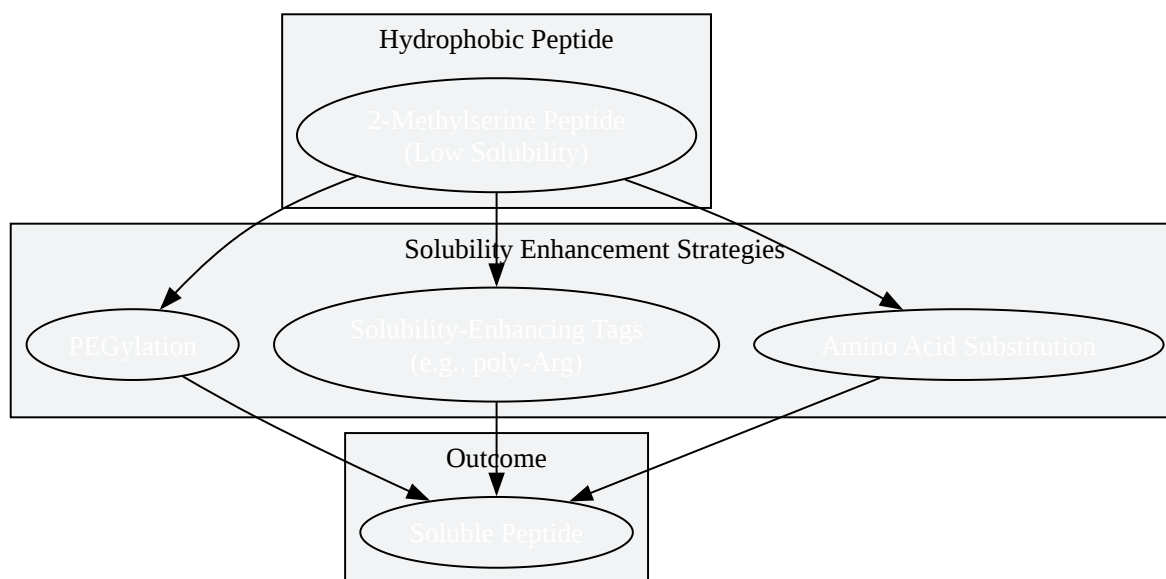 Hydrophobic Peptide
2-Methylserine Peptide
(Low Solubility)
Solubility Enhancement Strategies
PEGylation
Solubility-Enhancing Tags
(e.g., poly-Arg)
Amino Acid Substitution
Outcome
Soluble Peptide